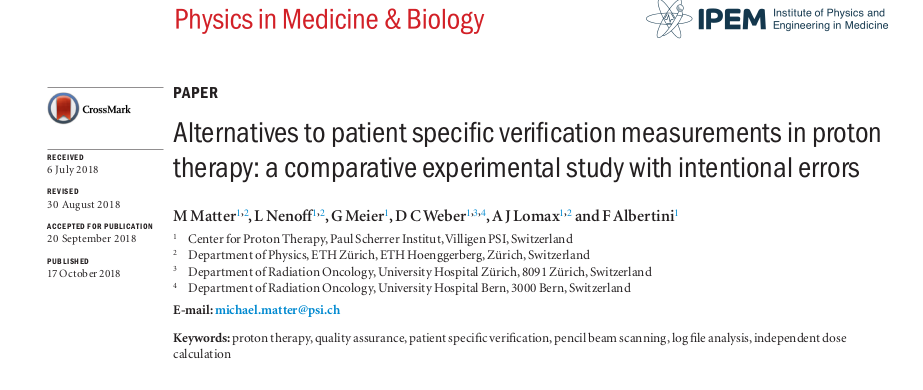 Physics in Medicine & Biology
IPEM
Institute of Physics and
Engineering in Medicine
CrossMark
RECEIVED
6 July 2018
REVISED
30 August 2018
ACCEPTED FOR PUBLICATION
20 September 2018
PUBLISHED
17 October 2018
PAPER
Alternatives to patient specific verification measurements in proton
therapy: a comparative experimental study with intentional errors
M Matter1,2, L Nenoff1,2, G Meier1, D C Weber1,3,4, A J Lomax1,2 and F Albertini1
1 Center for Proton Therapy, Paul Scherrer Institut, Villigen PSI, Switzerland
2 Department of Physics, ETH Zürich, ETH Hoenggerberg, Zürich, Switzerland
3 Department of Radiation Oncology, University Hospital Zürich, 8091 Zürich, Switzerland
4 Department of Radiation Oncology, University Hospital Bern, 3000 Bern, Switzerland
E-mail: michael.matter@psi.ch
Keywords: proton therapy, quality assurance, patient specific verification, pencil beam scanning, log file analysis, independent dose
calculation